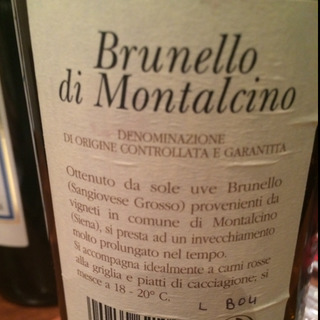 Brunello
di Montalcino
DENOMINAZIONE
DI ORIGINE CONTROLLATA E GARANTITA
Ottenuto da sole uve Brunello
(Sangiovese Grosso) provenienti da
vigneti in comune di Montalcino
(Siena), si presta ad un invecchiamento
molto prolungato nel tempo.
Si accompagna idealmente a carni rosse
alla griglia e piatti di cacciagione; si
mesce a 18 - 20° C.
L B04